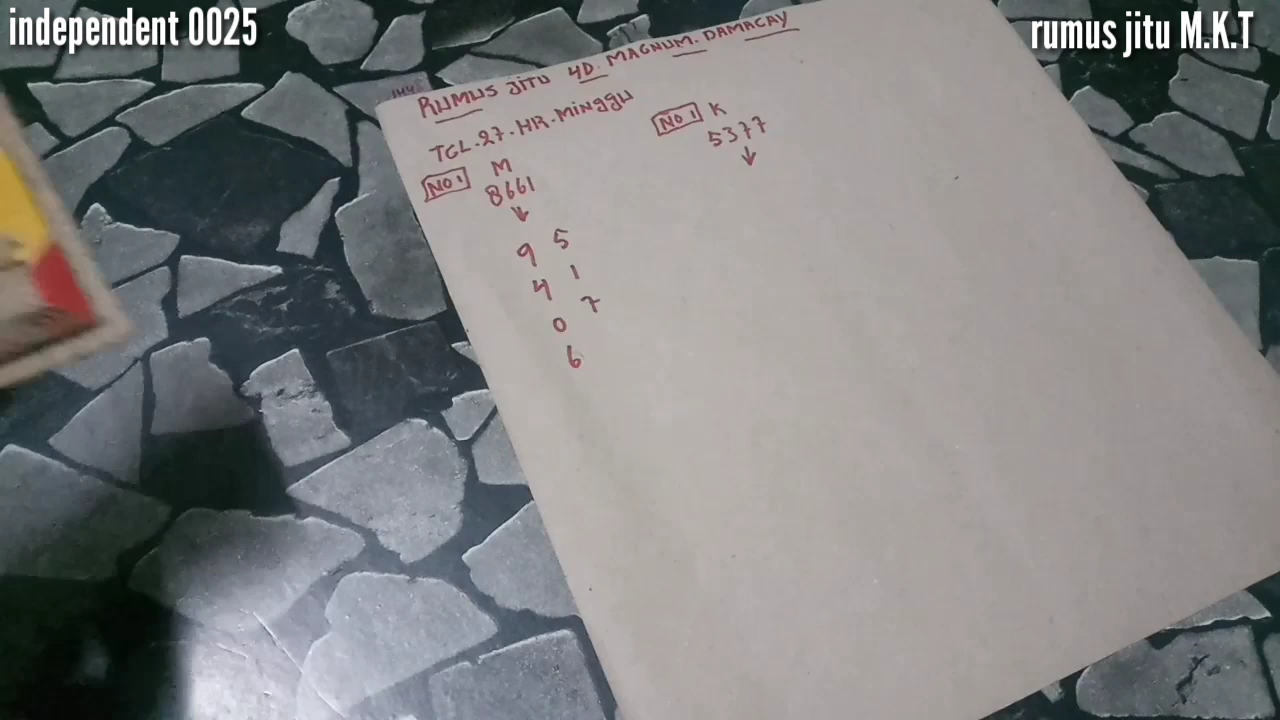 independent 0025
rumus jitu M.K.T
RUMUS JITU 4D. MAGNUM. DAMACAY
TGL.27.HR.MINGGU
NO 1 M
8661
9 5
4 1
0 7
6
NO 1 K
5377